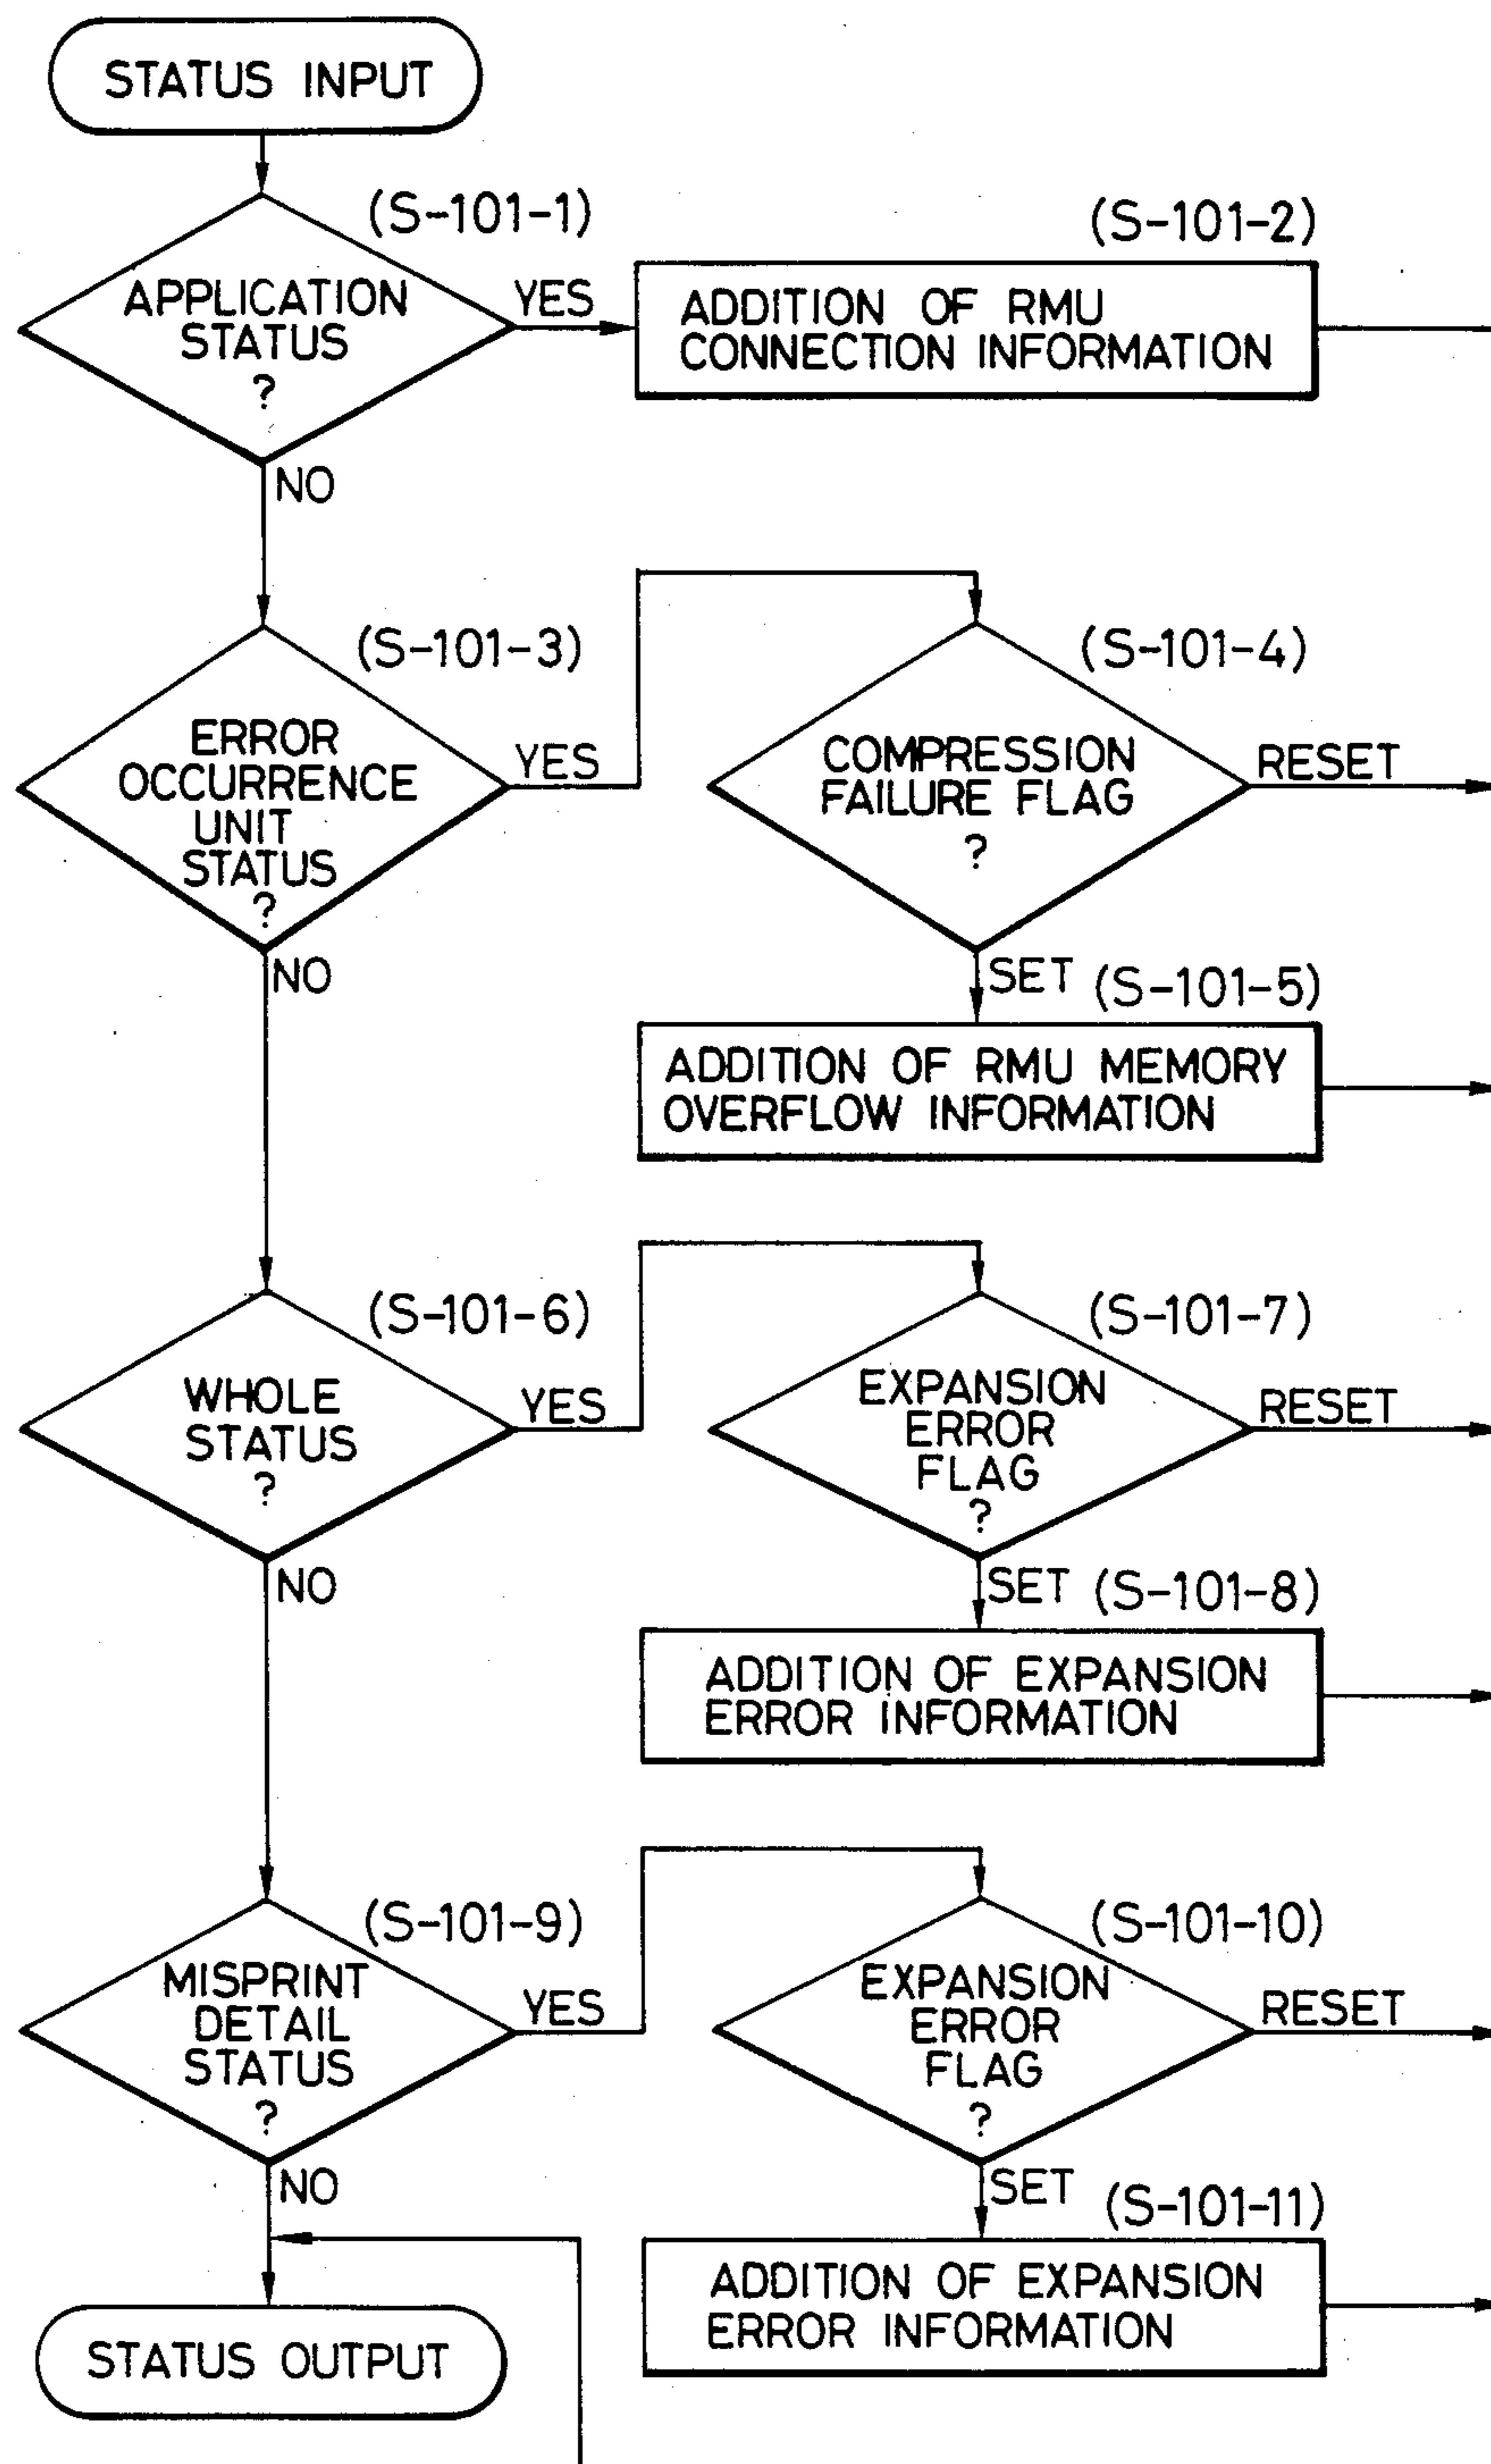 STATUS INPUT
(S-101-1)
APPLICATION
STATUS
?
YES
NO
(S-101-2)
ADDITION OF RMU
CONNECTION INFORMATION
(S-101-3)
ERROR
OCCURRENCE
UNIT
STATUS
?
YES
NO
(S-101-4)
COMPRESSION
FAILURE FLAG
?
RESET
SET
(S-101-5)
ADDITION OF RMU MEMORY
OVERFLOW INFORMATION
(S-101-6)
WHOLE
STATUS
?
YES
NO
(S-101-7)
EXPANSION
ERROR
FLAG
?
RESET
SET
(S-101-8)
ADDITION OF EXPANSION
ERROR INFORMATION
(S-101-9)
MISPRINT
DETAIL
STATUS
?
YES
NO
(S-101-10)
EXPANSION
ERROR
FLAG
?
RESET
SET
(S-101-11)
ADDITION OF EXPANSION
ERROR INFORMATION
STATUS OUTPUT